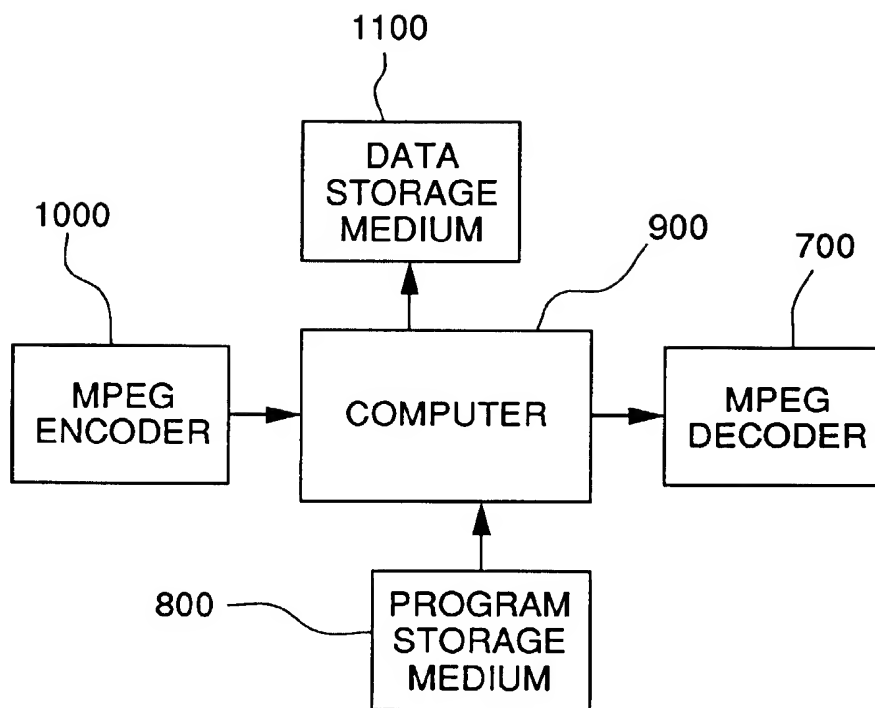 1100
DATA
STORAGE
MEDIUM
1000
900
700
MPEG
ENCODER
COMPUTER
MPEG
DECODER
800
PROGRAM
STORAGE
MEDIUM